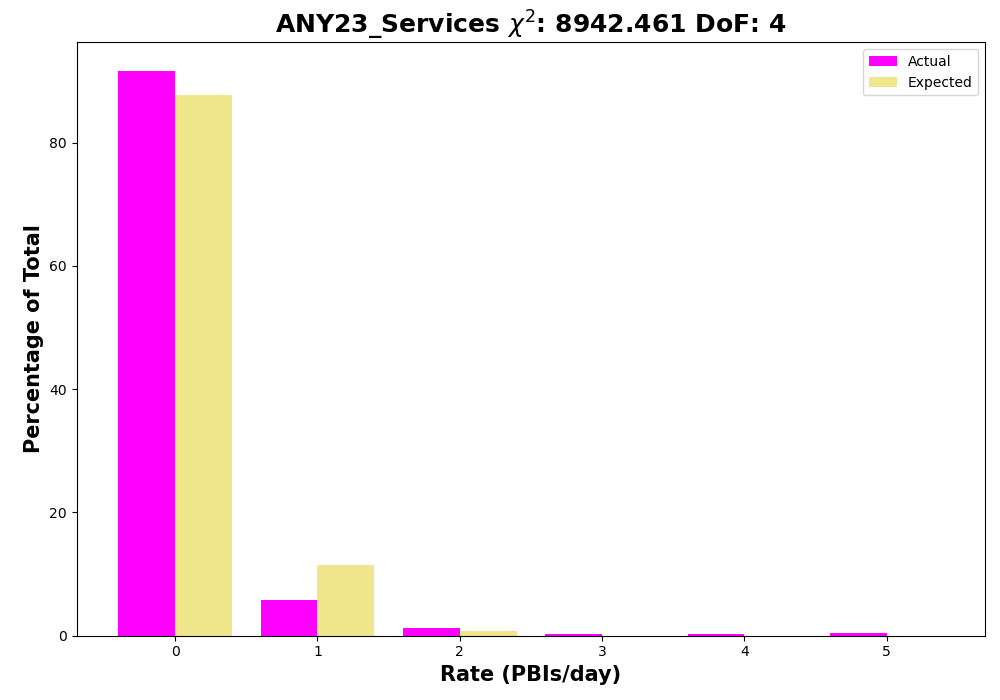 ANY23_Services χ²: 8942.461 DoF: 4
Actual
Expected
Percentage of Total
80
60
40
20
0
0 1 2 3 4 5
Rate (PBIs/day)